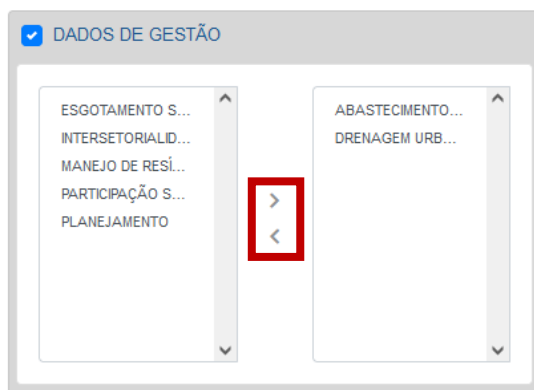 DADOS DE GESTÃO
ESGOTAMENTO S...
INTERSETORIALID...
MANEJO DE RESÍ...
PARTICIPAÇÃO S...
PLANEJAMENTO
ABASTECIMENTO...
DRENAGEM URB...